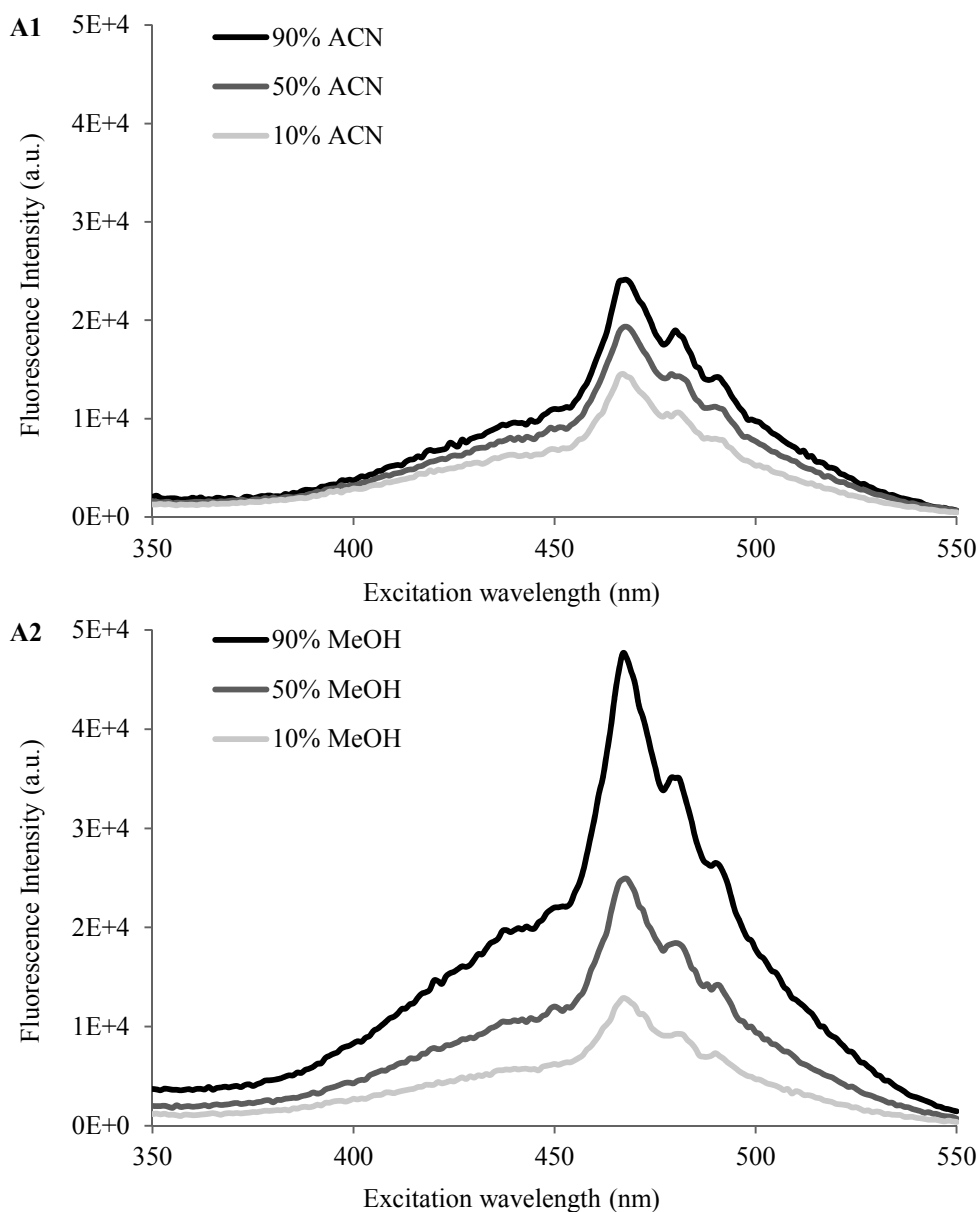 A1
90% ACN
50% ACN
10% ACN
Fluorescence Intensity (a.u.)
5E+4
4E+4
3E+4
2E+4
1E+4
0E+0
350 400 450 500 550
Excitation wavelength (nm)
A2
90% MeOH
50% MeOH
10% MeOH
Fluorescence Intensity (a.u.)
5E+4
4E+4
3E+4
2E+4
1E+4
0E+0
350 400 450 500 550
Excitation wavelength (nm)